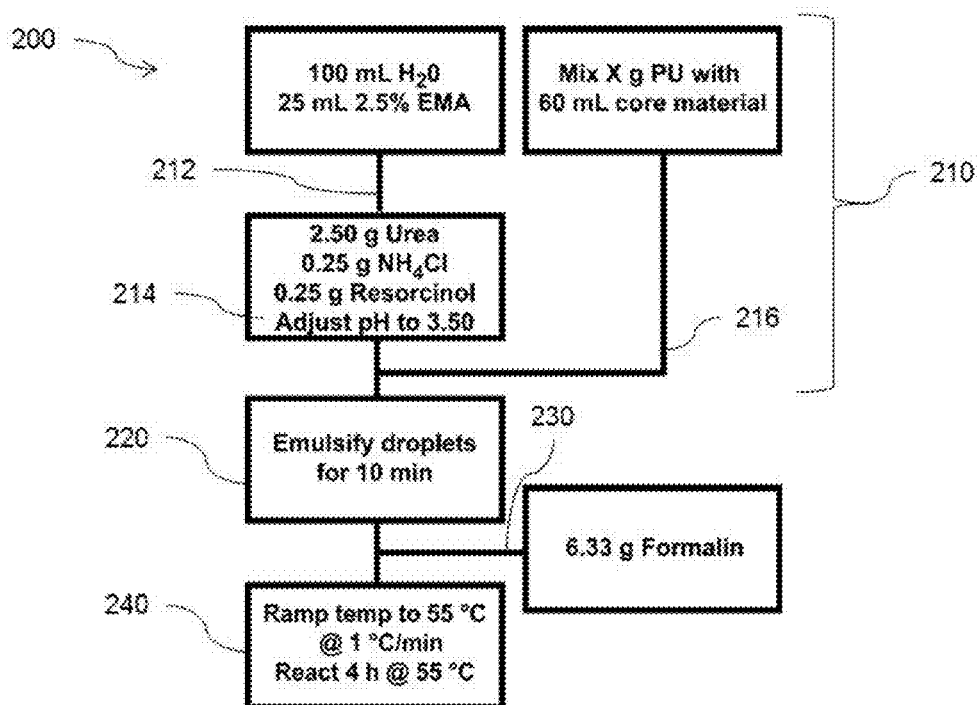 200
100 mL H₂0
25 mL 2.5% EMA
Mix X g PU with
60 mL core material
212
210
2.50 g Urea
0.25 g NH₄Cl
0.25 g Resorcinol
Adjust pH to 3.50
214
216
220
Emulsify droplets
for 10 min
230
6.33 g Formalin
240
Ramp temp to 55 °C
@ 1 °C/min
React 4 h @ 55 °C